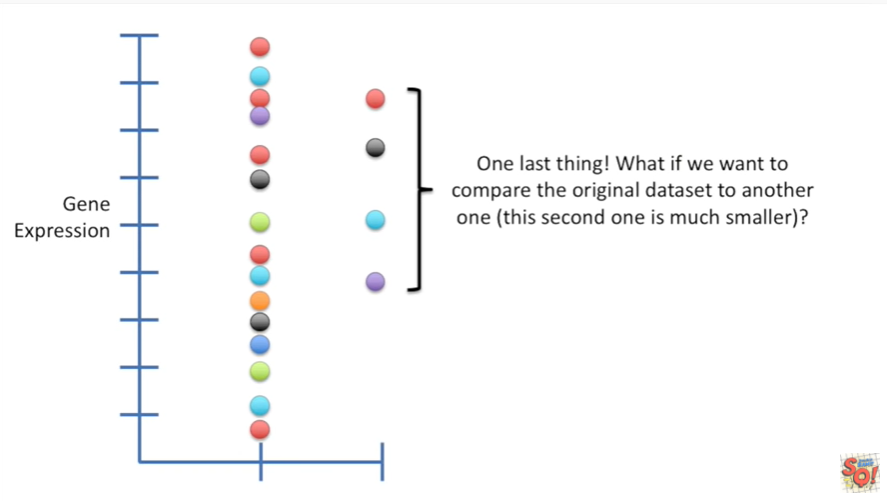 Gene
Expression
One last thing! What if we want to
compare the original dataset to another
one (this second one is much smaller)?
SQ!